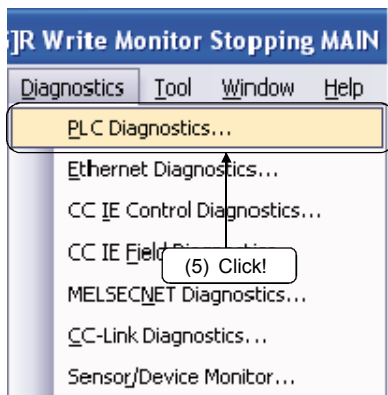 ]R Write Monitor Stopping MAIN
Diagnostics Tool Window Help
PLC Diagnostics...
Ethernet Diagnostics...
CC IE Control Diagnostics...
CC IE Field
(5) Click!
MELSECNET Diagnostics...
CC-Link Diagnostics...
Sensor/Device Monitor...